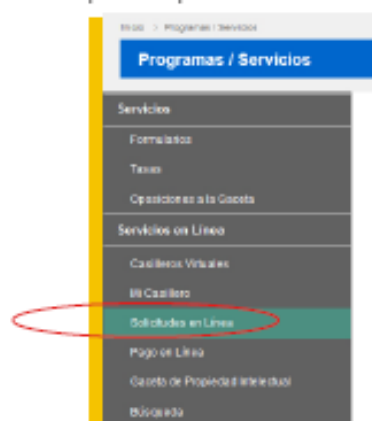 Inicio > Programas / Servicios
Programas / Servicios
Servicios
Formularios
Tasas
Oposiciones a la Gaceta
Servicios en Línea
Casilleros Virtuales
Mi Casillero
Solicitudes en Línea
Pago en Línea
Gaceta de Propiedad Intelectual
Búsqueda